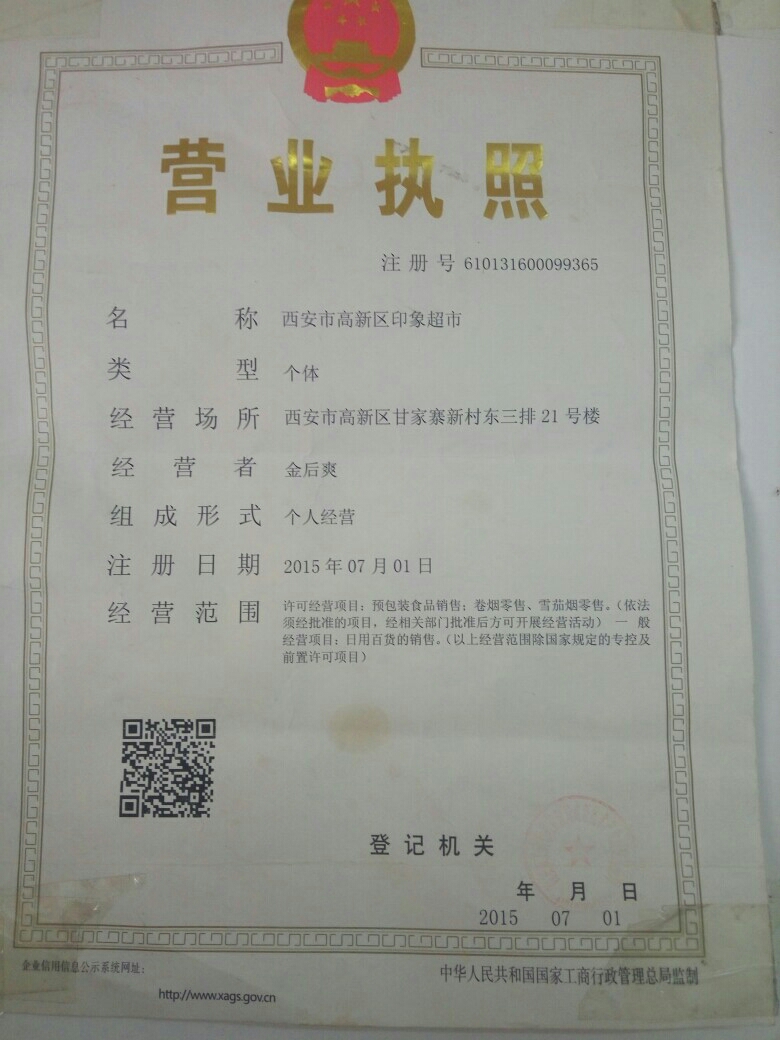 营业执照
注册号 610131600099365
名称 西安市高新区印象超市
类型 个体
经营场所 西安市高新区甘家寨新村东三排21号楼
经营者 金后爽
组成形式 个人经营
注册日期 2015年07月01日
经营范围 许可经营项目：预包装食品销售；卷烟零售、雪茄烟零售。（依法
须经批准的项目，经相关部门批准后方可开展经营活动） 一般
经营项目：日用百货的销售。（以上经营范围除国家规定的专控及
前置许可项目）
登记机关
年 月 日
2015 07 01
企业信用信息公示系统网址：
http://www.xags.gov.cn
中华人民共和国国家工商行政管理总局监制